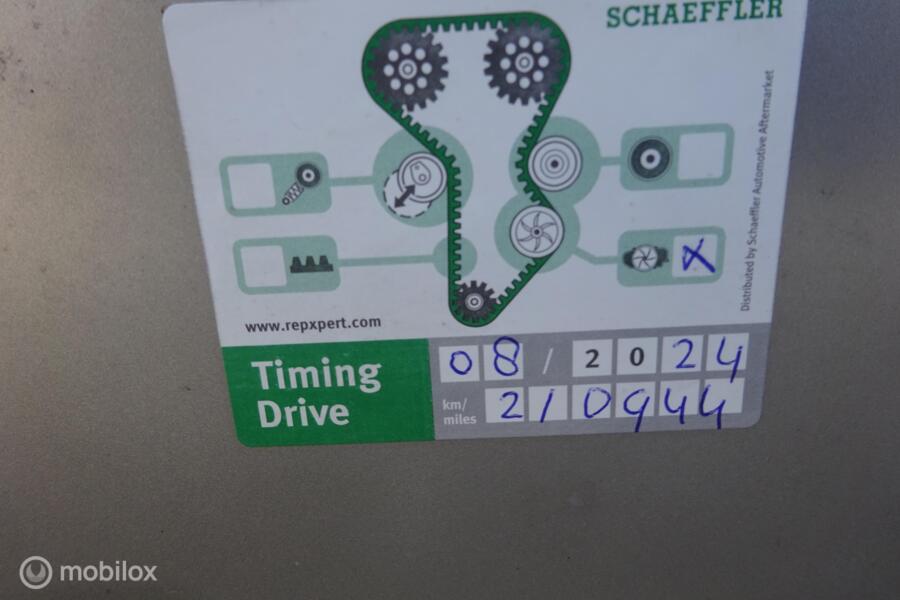 SCHAEFFLER
Distributed by Schaeffler Automotive Aftermarket
X
www.repxpert.com
Timing
Drive
08 / 2024
km/
miles
210944
mobilox